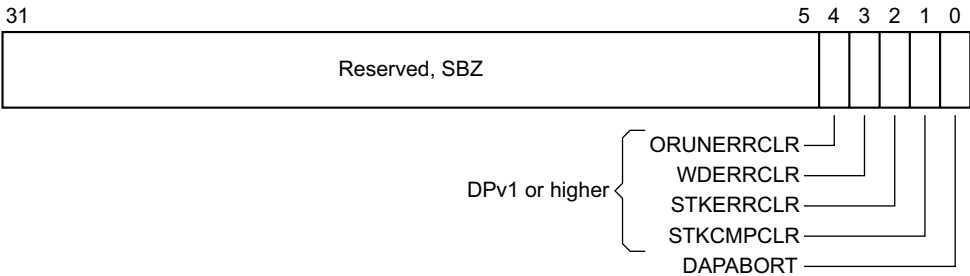 31 5 4 3 2 1 0
Reserved, SBZ
ORUNERRCLR
WDERRCLR
DPv1 or higher
STKERRCLR
STKCMPCLR
DAPABORT